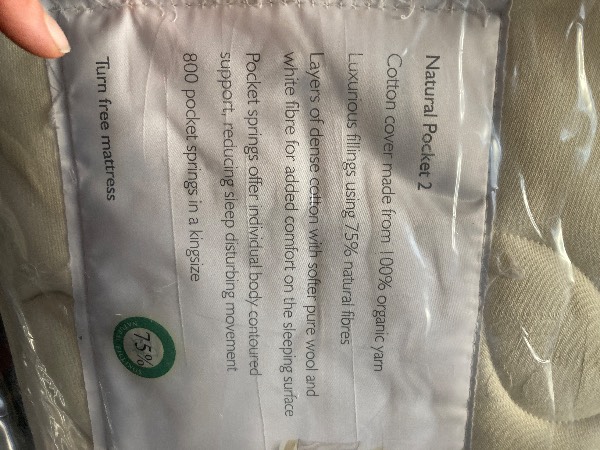 Natural Pocket 2
Cotton cover made from 100% organic yarn
Luxurious fillings using 75% natural fibres
Layers of dense cotton with softer pure wool and
white fibre for added comfort on the sleeping surface
Pocket springs offer individual body contoured
support, reducing sleep disturbing movement
800 pocket springs in a kingsize
Turn free mattress
75%